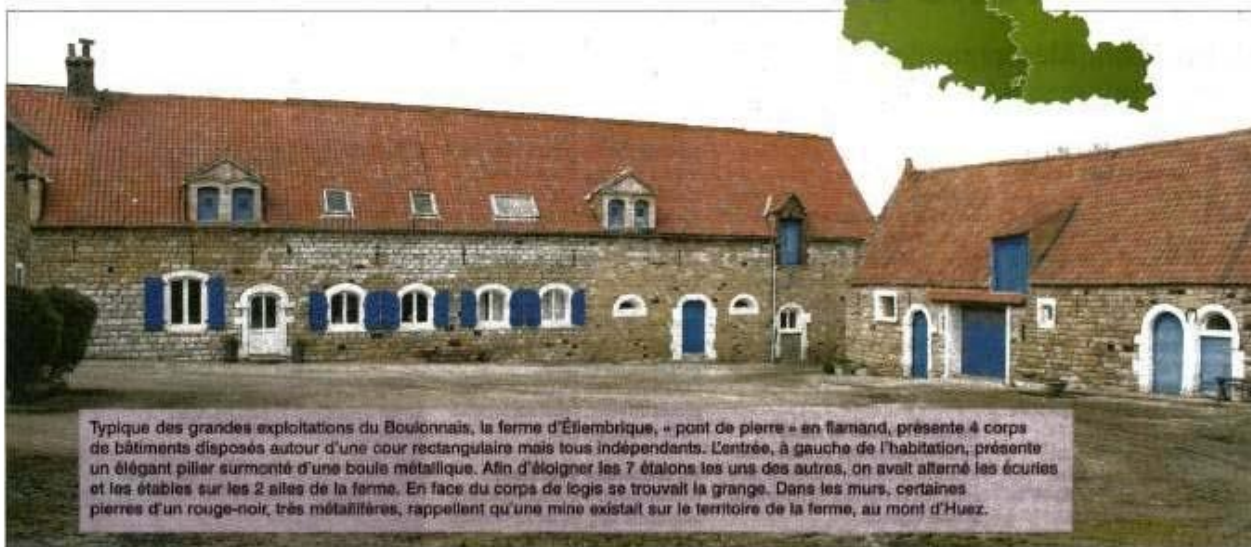 Typique des grandes exploitations du Boulonnais, la ferme d'Étiembrique, « pont de pierre » en flamand, présente 4 corps
de bâtiments disposés autour d'une cour rectangulaire mais tous indépendants. L'entrée, à gauche de l'habitation, présente
un élégant pilier surmonté d'une boule métallique. Afin d'éloigner les 7 étalons les uns des autres, on avait alterné les écuries
et les étables sur les 2 ailes de la ferme. En face du corps de logis se trouvait la grange. Dans les murs, certaines
pierres d'un rouge-noir, très métallifères, rappellent qu'une mine existait sur le territoire de la ferme, au mont d'Huez.